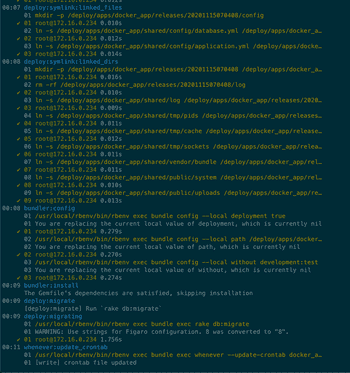 00:07 deploy:symlink:linked_files
01 mkdir -p /deploy/apps/docker_app/releases/20201115070408/config
✔ 01 root@172.16.0.234 0.010s
02 ln -s /deploy/apps/shared/config/database.yml /deploy/apps/docker_a…
✔ 02 root@172.16.0.234 0.012s
03 ln -s /deploy/apps/shared/config/application.yml /deploy/apps/docke…
✔ 03 root@172.16.0.234 0.012s
00:08 deploy:symlink:linked_dirs
01 mkdir -p /deploy/apps/docker_app/releases/20201115070408 /deploy/ap…
✔ 01 root@172.16.0.234 0.016s
02 rm -rf /deploy/apps/docker_app/releases/20201115070408/log
✔ 02 root@172.16.0.234 0.010s
03 ln -s /deploy/apps/shared/log /deploy/apps/docker_app/releases/2020…
✔ 03 root@172.16.0.234 0.009s
04 ln -s /deploy/apps/shared/tmp/pids /deploy/apps/docker_app/releases…
✔ 04 root@172.16.0.234 0.011s
05 ln -s /deploy/apps/shared/tmp/cache /deploy/apps/docker_app/release…
✔ 05 root@172.16.0.234 0.012s
06 ln -s /deploy/apps/shared/tmp/sockets /deploy/apps/docker_app/relea…
✔ 06 root@172.16.0.234 0.011s
07 ln -s /deploy/apps/shared/vendor/bundle /deploy/apps/docker_app/rel…
✔ 07 root@172.16.0.234 0.011s
08 ln -s /deploy/apps/shared/public/system /deploy/apps/docker_app/rel…
✔ 08 root@172.16.0.234 0.010s
09 ln -s /deploy/apps/shared/public/uploads /deploy/apps/docker_app/re…
✔ 09 root@172.16.0.234 0.013s
00:08 bundler:config
01 /usr/local/rbenv/bin/rbenv exec bundle config --local deployment true
01 You are replacing the current local value of deployment, which is currently nil
✔ 01 root@172.16.0.234 0.279s
02 /usr/local/rbenv/bin/rbenv exec bundle config --local path /deploy/apps/docker…
02 You are replacing the current local value of path, which is currently nil
✔ 02 root@172.16.0.234 0.270s
03 /usr/local/rbenv/bin/rbenv exec bundle config --local without development:test
03 You are replacing the current local value of without, which is currently nil
✔ 03 root@172.16.0.234 0.274s
00:09 bundler:install
The Gemfile's dependencies are satisfied, skipping installation
00:09 deploy:migrate
[deploy:migrate] Run `rake db:migrate`
00:09 deploy:migrating
01 /usr/local/rbenv/bin/rbenv exec bundle exec rake db:migrate
01 WARNING: Use strings for Figaro configuration. 8 was converted to "8".
✔ 01 root@172.16.0.234 1.756s
00:11 whenever:update_crontab
01 /usr/local/rbenv/bin/rbenv exec bundle exec whenever --update-crontab docker_a…
01 [write] crontab file updated